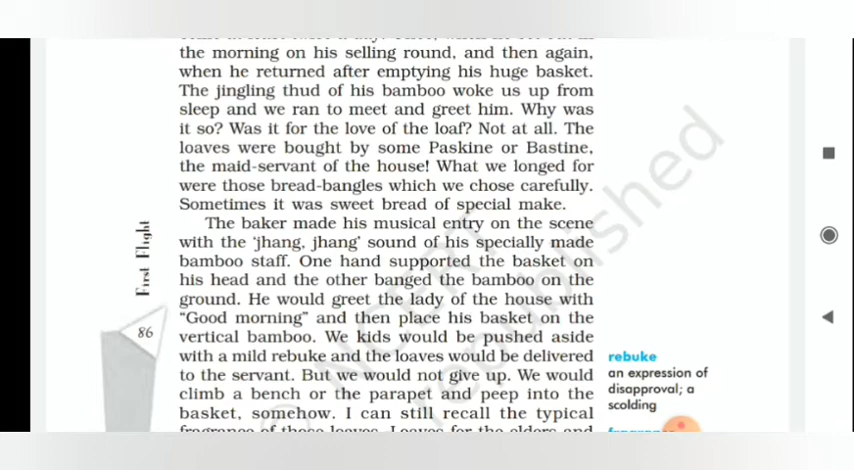 the morning on his selling round, and then again,
when he returned after emptying his huge basket.
The jingling thud of his bamboo woke us up from
sleep and we ran to meet and greet him. Why was
it so? Was it for the love of the loaf? Not at all. The
loaves were bought by some Paskine or Bastine,
the maid-servant of the house! What we longed for
were those bread-bangles which we chose carefully.
Sometimes it was sweet bread of special make.
The baker made his musical entry on the scene
with the ‘jhang, jhang’ sound of his specially made
bamboo staff. One hand supported the basket on
his head and the other banged the bamboo on the
ground. He would greet the lady of the house with
“Good morning” and then place his basket on the
vertical bamboo. We kids would be pushed aside
with a mild rebuke and the loaves would be delivered
to the servant. But we would not give up. We would
climb a bench or the parapet and peep into the
basket, somehow. I can still recall the typical
of those loaves. Loaves for the elders and
First Flight
86
rebuke
an expression of
disapproval; a
scolding
© NCERT
republished